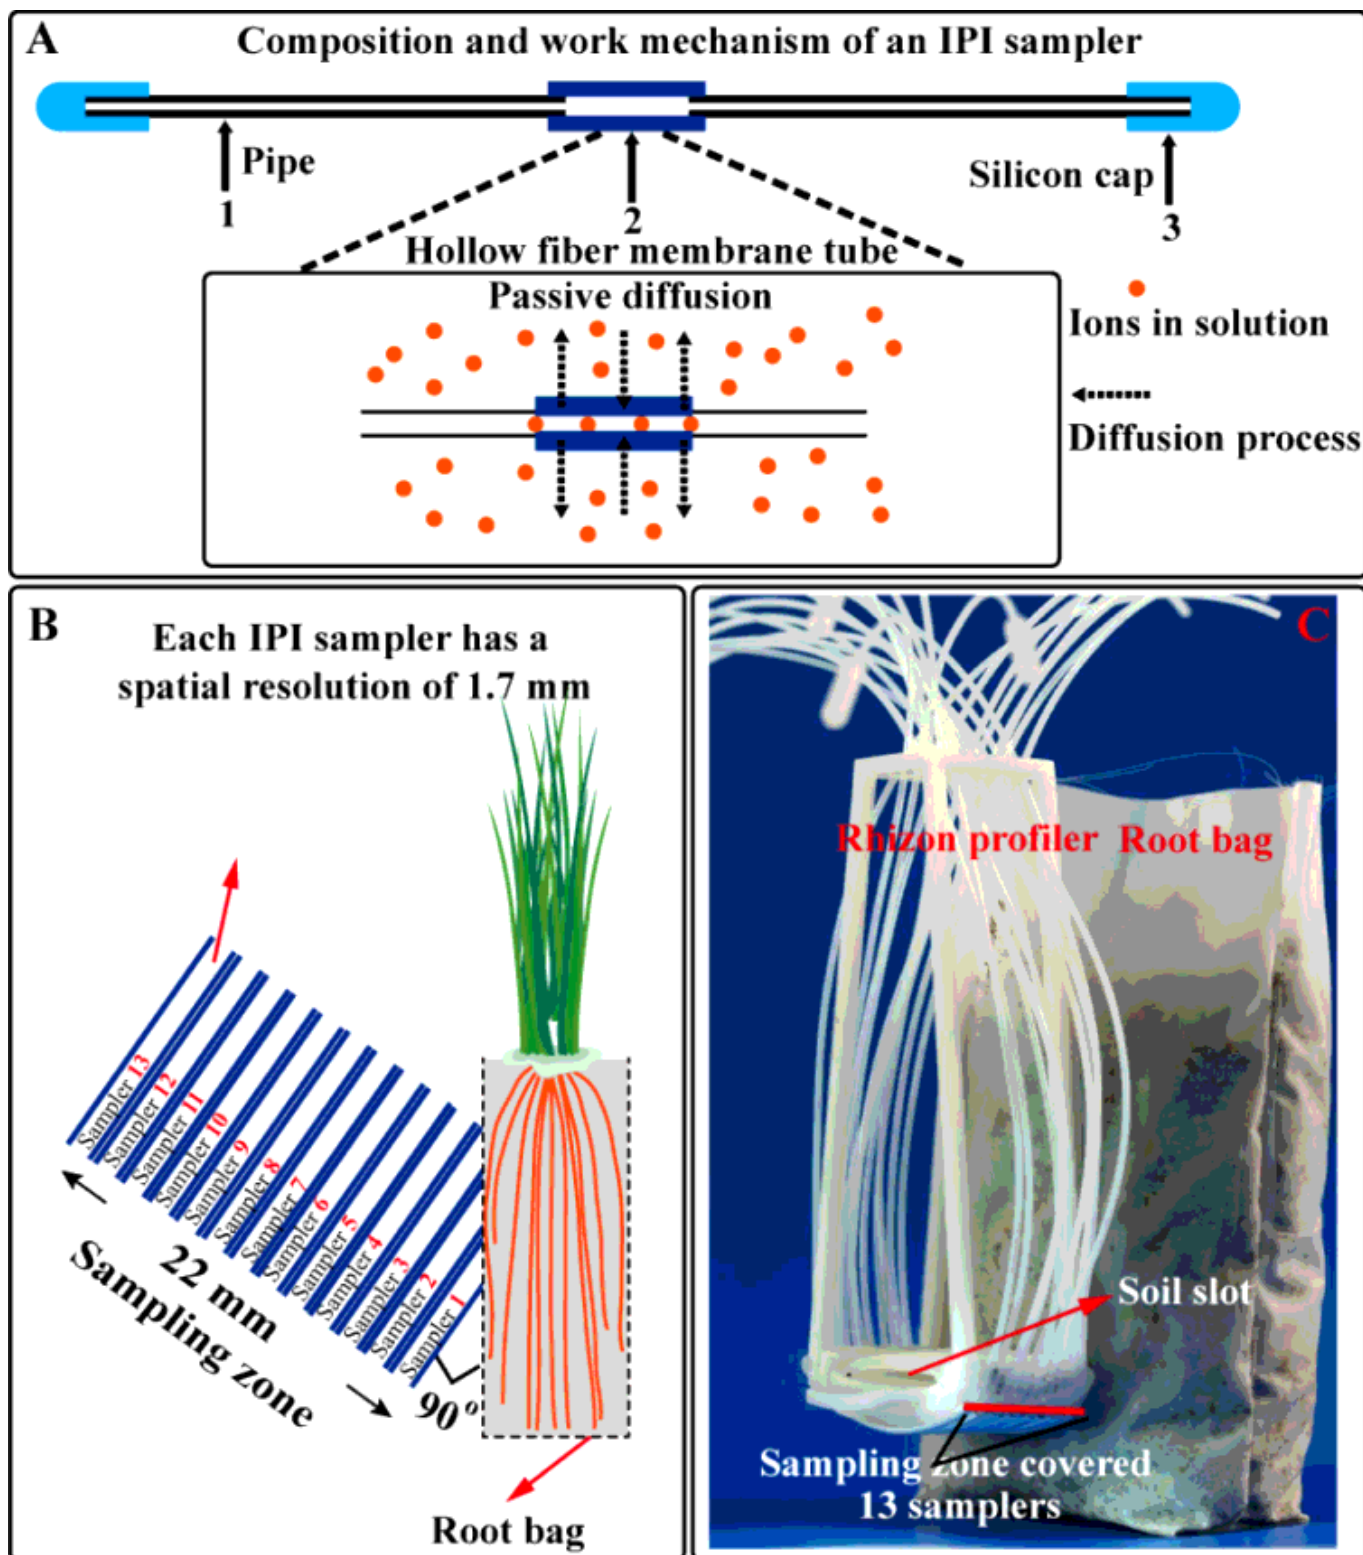 A
Composition and work mechanism of an IPI sampler
Pipe
1
2
Silicon cap
3
Hollow fiber membrane tube
Passive diffusion
Ions in solution
Diffusion process
B
Each IPI sampler has a
spatial resolution of 1.7 mm
Sampler 13
Sampler 12
Sampler 11
Sampler 10
Sampler 9
Sampler 8
Sampler 7
Sampler 6
Sampler 5
Sampler 4
Sampler 3
Sampler 2
Sampler 1
22 mm
Sampling zone
90°
Root bag
C
Rhizon profiler
Root bag
Soil slot
Sampling zone covered
13 samplers